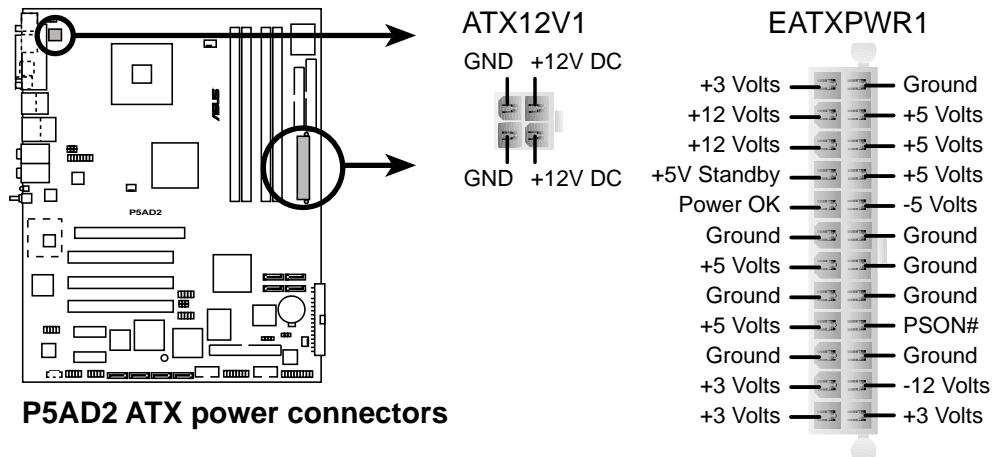 ATX12V1
EATXPWR1
GND +12V DC
GND +12V DC
+3 Volts Ground
+12 Volts +5 Volts
+12 Volts +5 Volts
+5V Standby +5 Volts
Power OK -5 Volts
Ground Ground
+5 Volts Ground
Ground Ground
+5 Volts PSON#
Ground Ground
+3 Volts -12 Volts
+3 Volts +3 Volts
ASUS
P5AD2
P5AD2 ATX power connectors